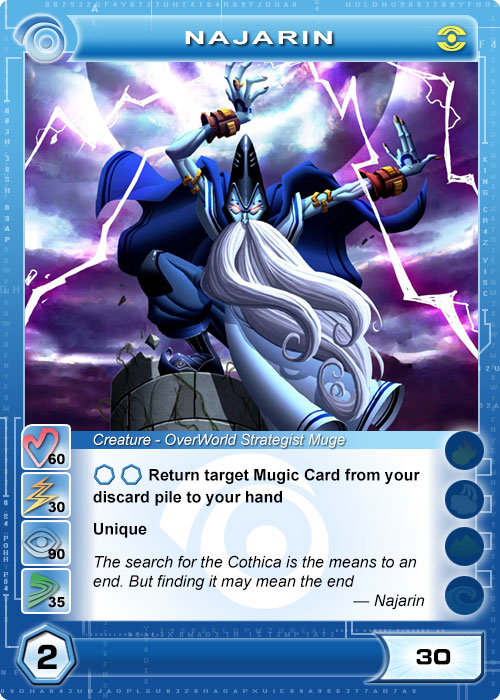 NAJARIN
Creature - OverWorld Strategist Muge
60
Return target Mugic Card from your
discard pile to your hand
30
Unique
90
The search for the Cothica is the means to an
end. But finding it may mean the end
— Najarin
35
2
30